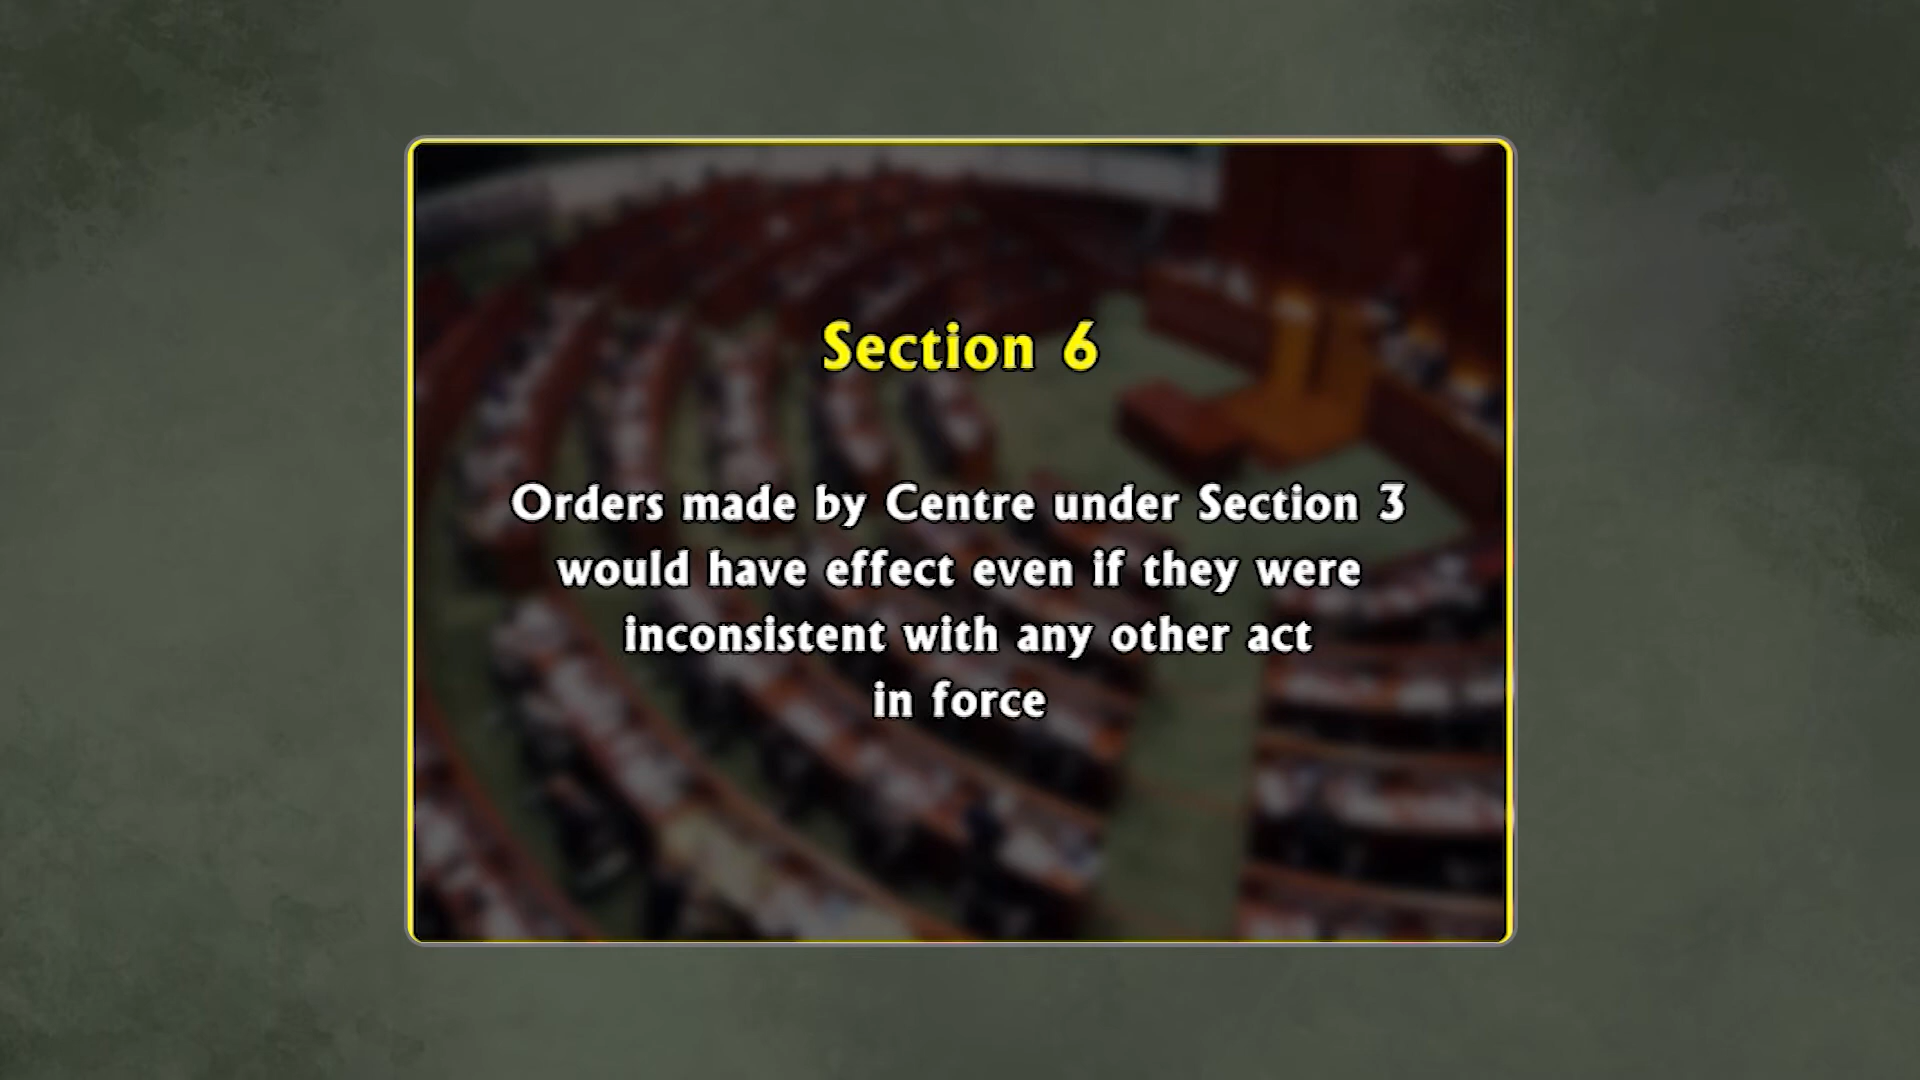 Section 6
Orders made by Centre under Section 3
would have effect even if they were
inconsistent with any other act
in force